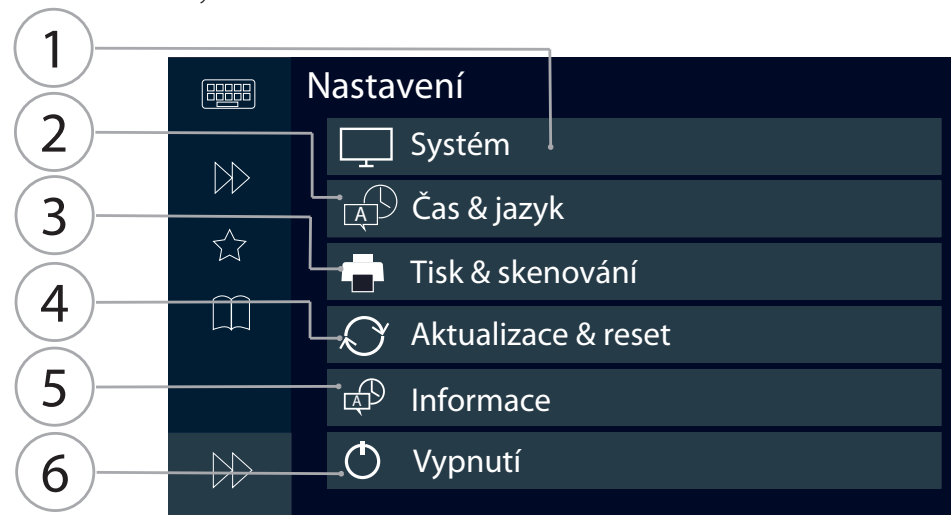 1
Nastavení
2
Systém
Čas & jazyk
A
3
Tisk & skenování
4
Aktualizace & reset
5
Informace
A
6
Vypnutí